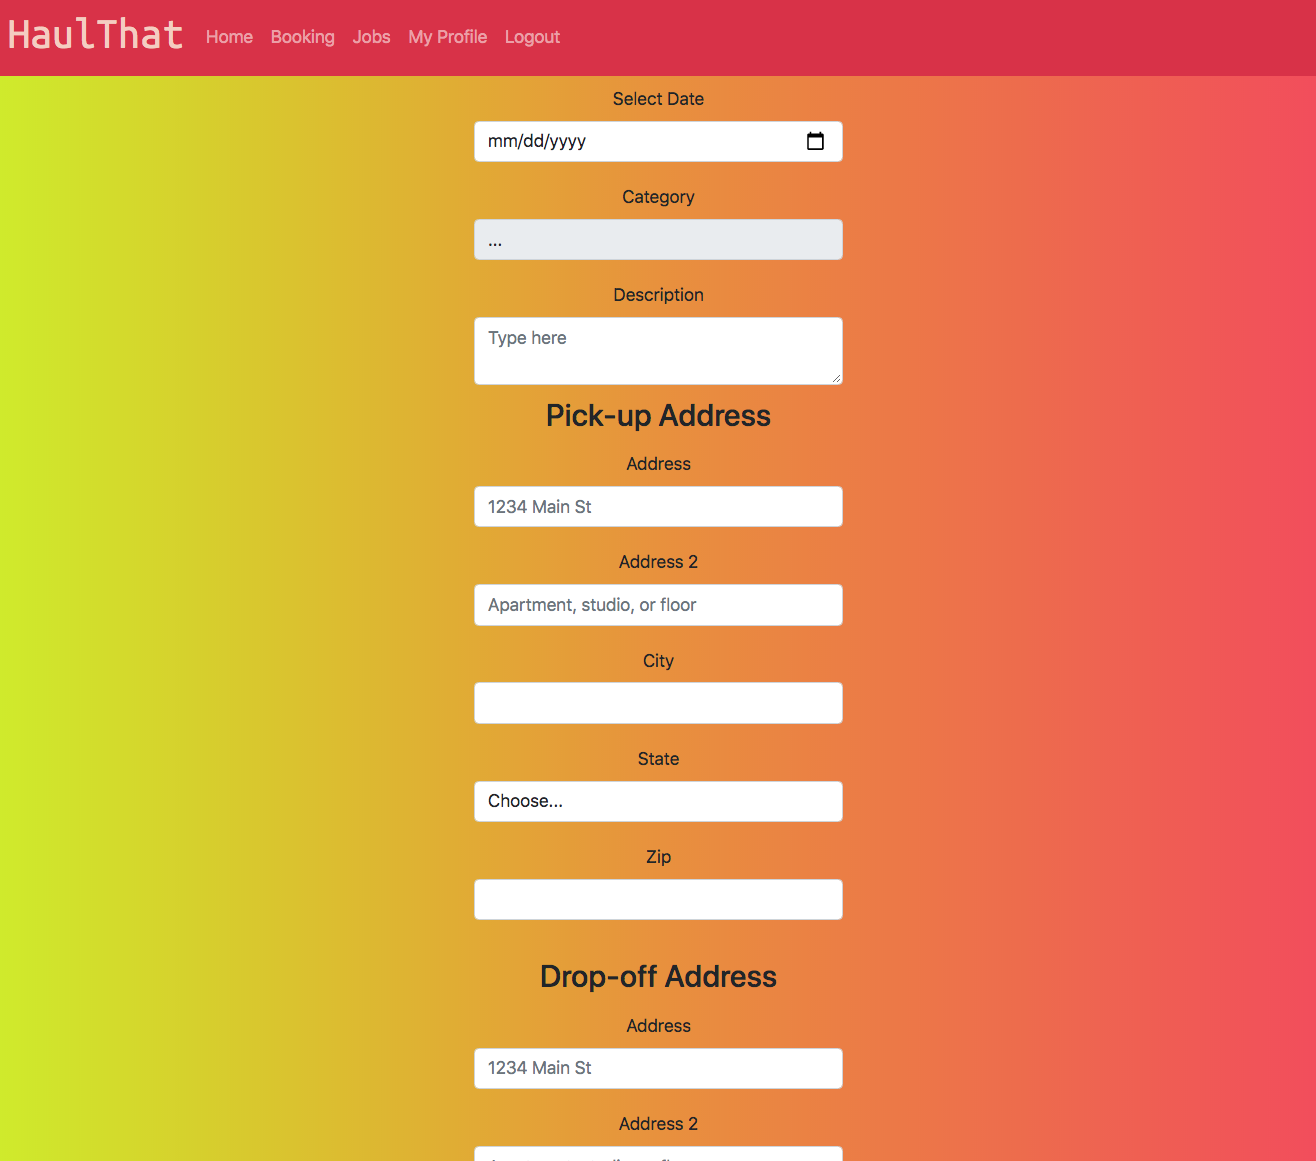 HaulThat Home Booking Jobs My Profile Logout
Select Date
mm/dd/yyyy
Category
...
Description
Type here
Pick-up Address
Address
1234 Main St
Address 2
Apartment, studio, or floor
City
State
Choose...
Zip
Drop-off Address
Address
1234 Main St
Address 2